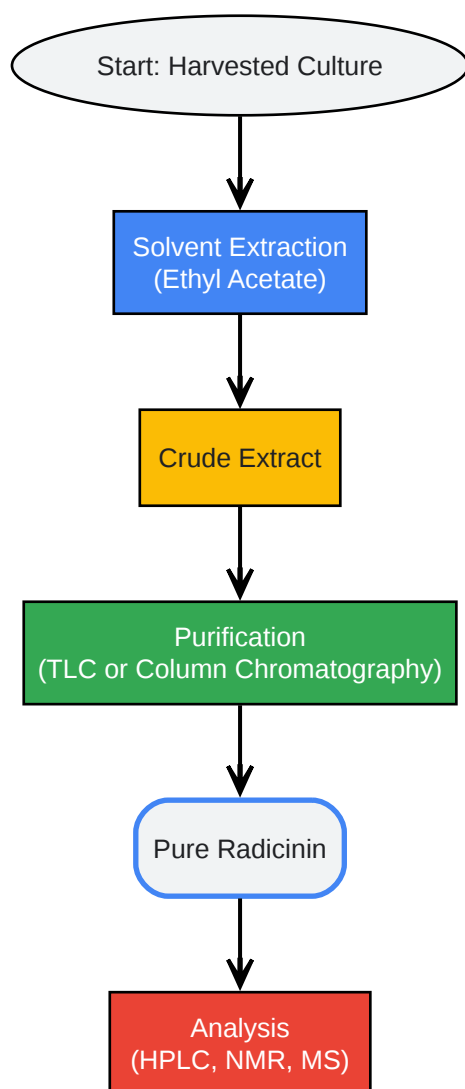 Start: Harvested Culture
Solvent Extraction
(Ethyl Acetate)
Crude Extract
Purification
(TLC or Column Chromatography)
Pure Radicinin
Analysis
(HPLC, NMR, MS)